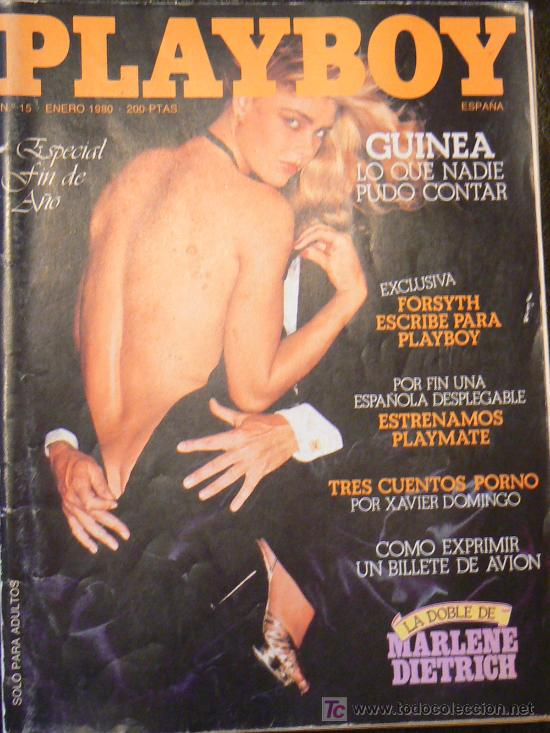 PLAYBOY
N.º 15 · ENERO 1980 · 200 PTAS
ESPAÑA
Especial
Fin de
Año
GUINEA
LO QUE NADIE
PUDO CONTAR
EXCLUSIVA
FORSYTH
ESCRIBE PARA
PLAYBOY
POR FIN UNA
ESPAÑOLA DESPLEGABLE
ESTRENAMOS
PLAYMATE
TRES CUENTOS PORNO
POR XAVIER DOMINGO
COMO EXPRIMIR
UN BILLETE DE AVION
LA DOBLE DE
MARLENE
DIETRICH
SOLO PARA ADULTOS
TC www.todocoleccion.net